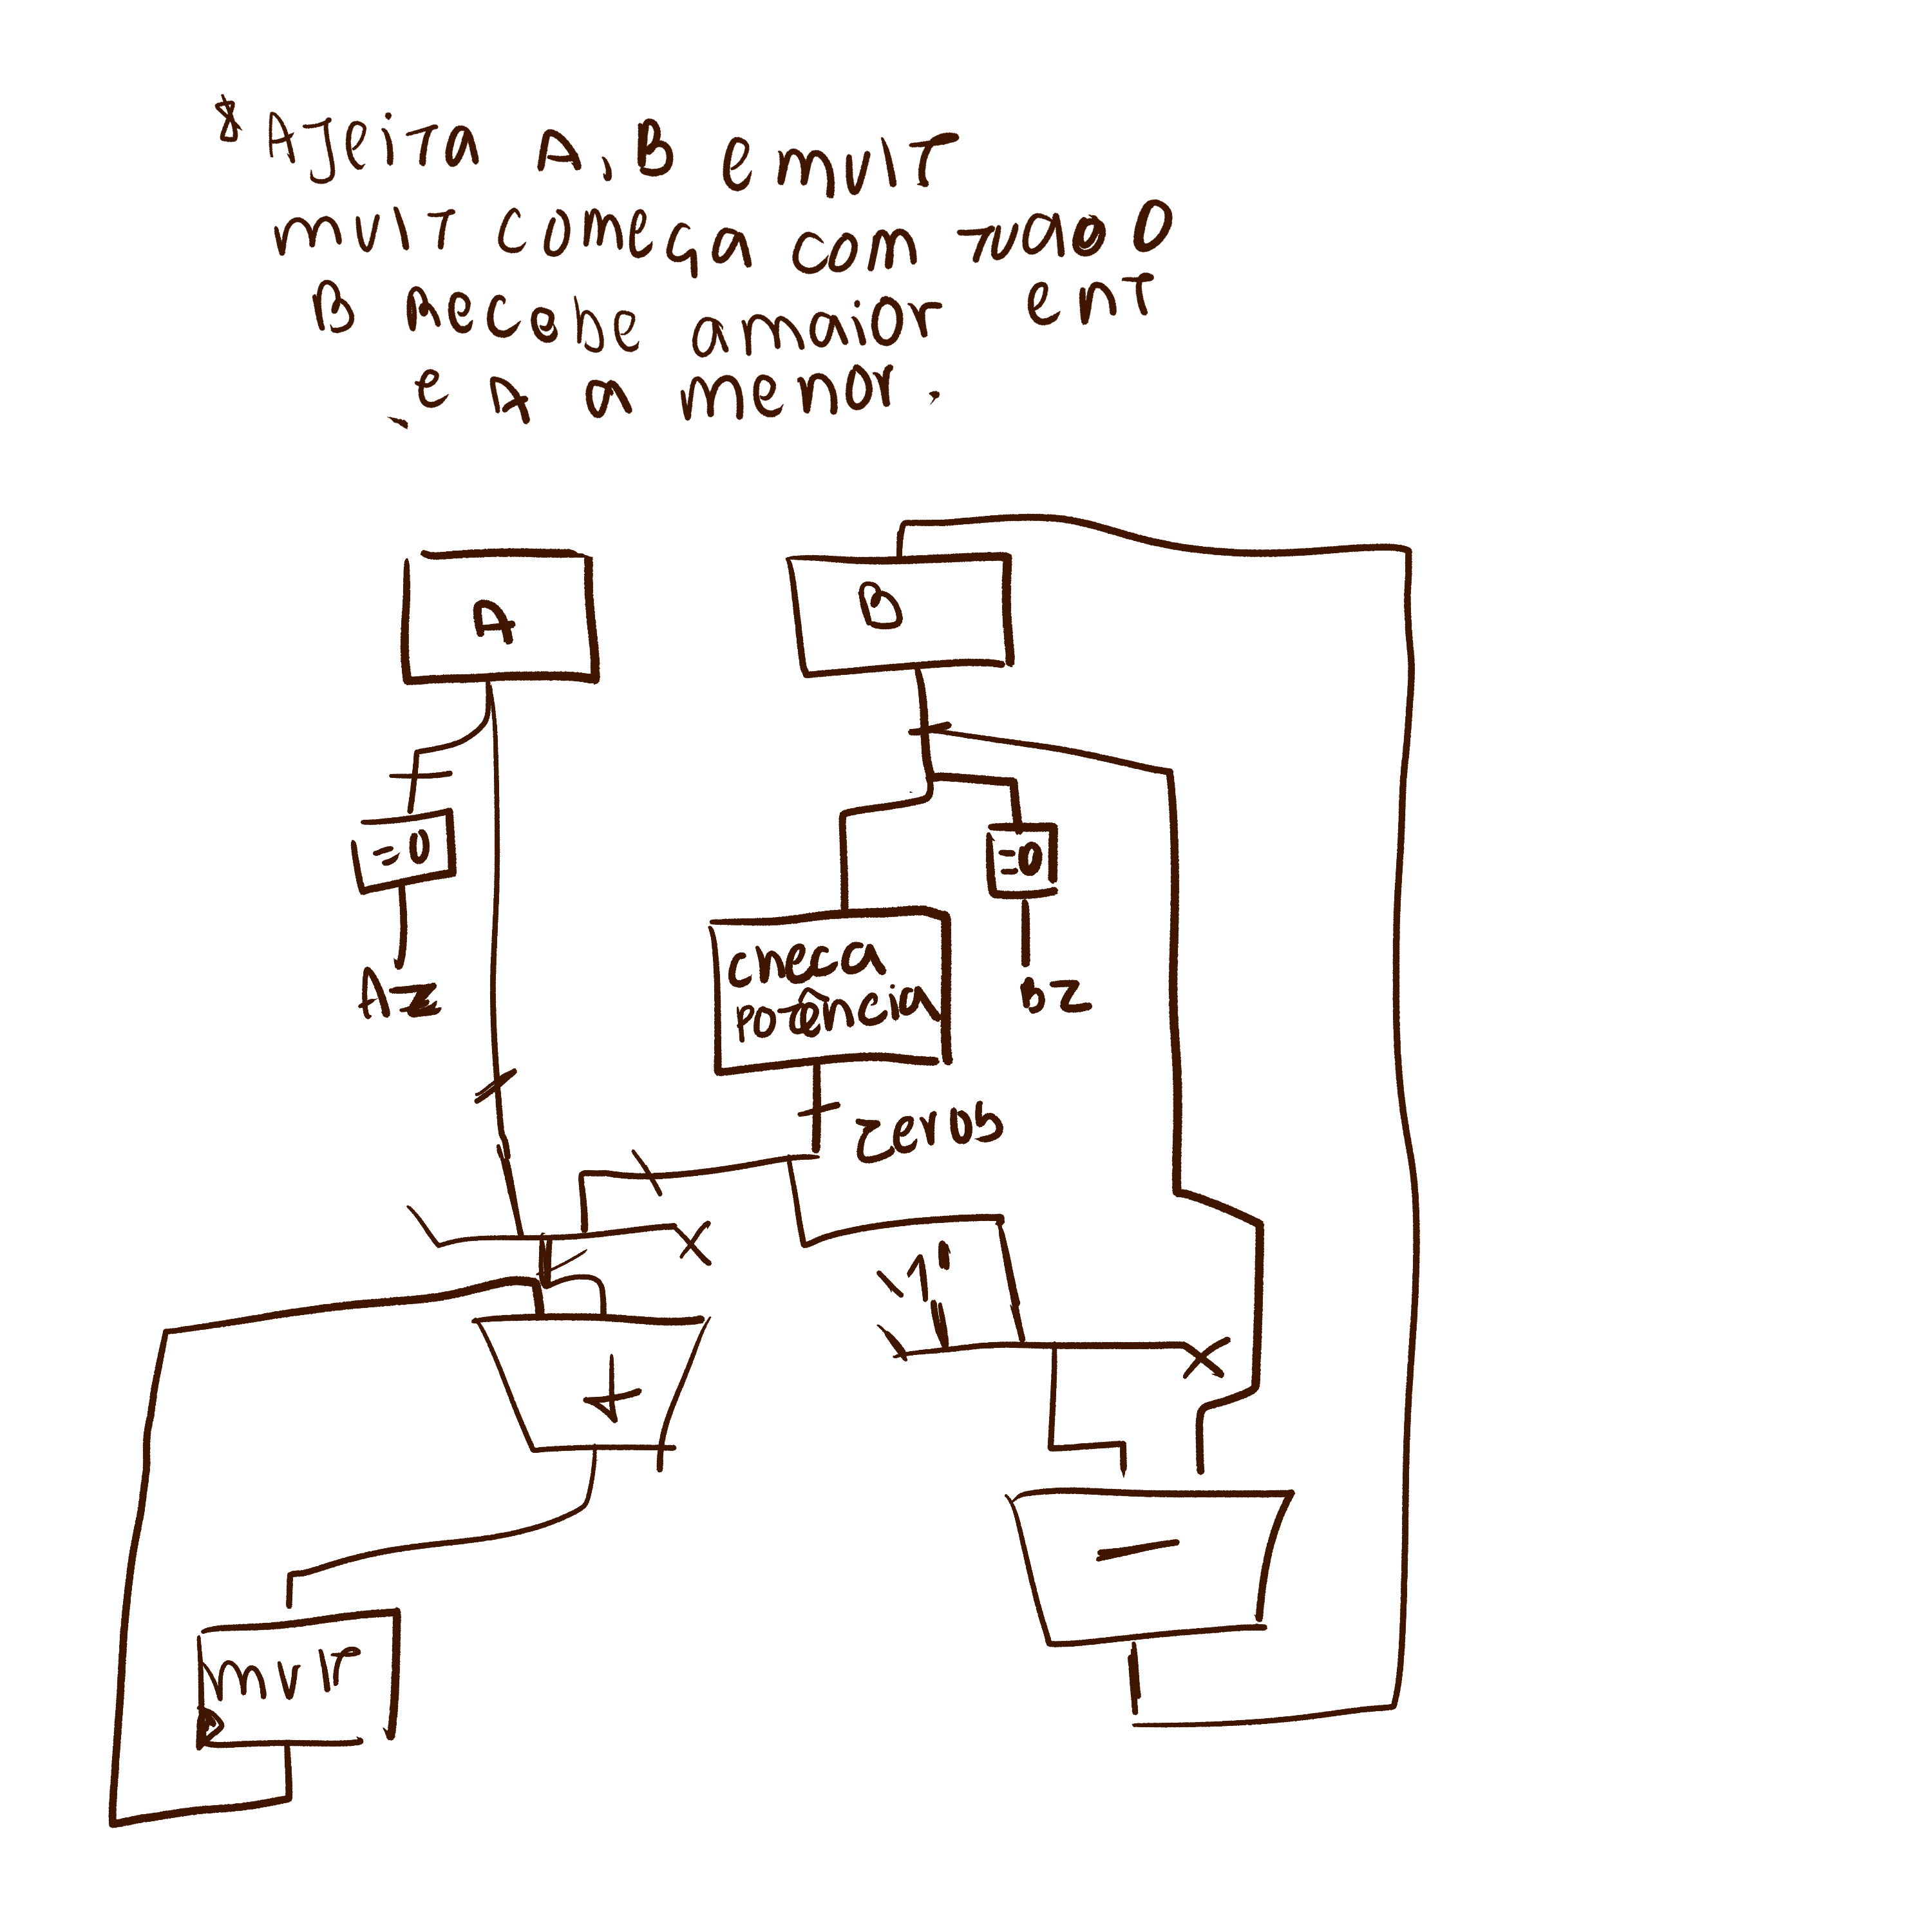 * Ajeita A, B e mult
mult começa com tudo 0
B recebe a maior ent
e A a menor.
A
B
=0
=0
checa
potência
Az
bz
zerob
"1"
+
-
mult